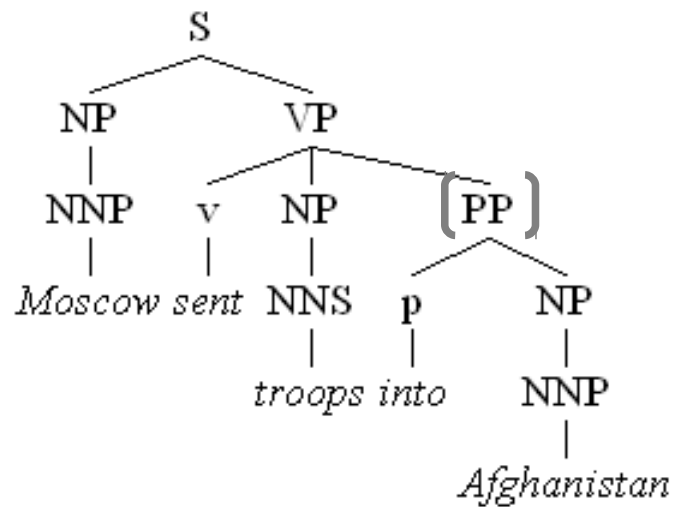 S
NP VP
NNP v NP [PP]
Moscow sent NNS p NP
troops into NNP
Afghanistan